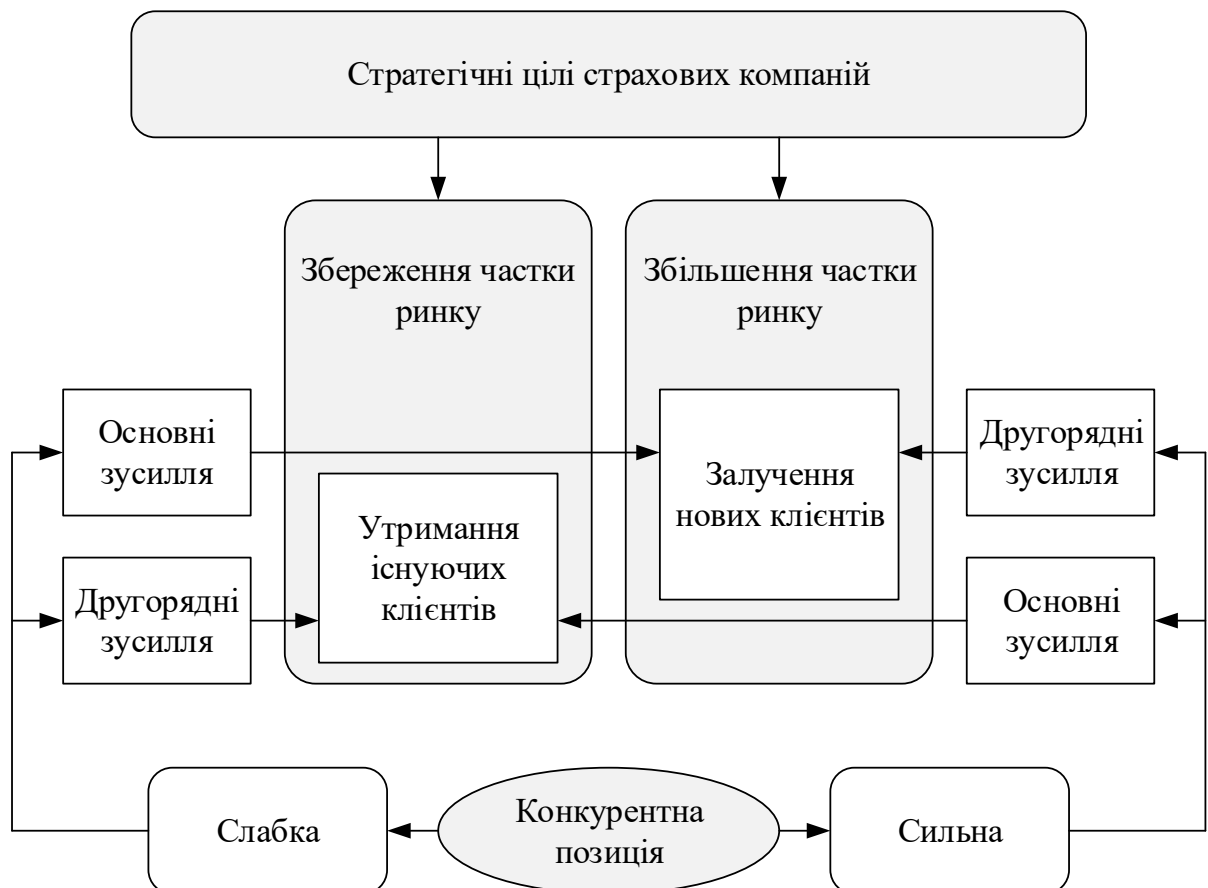 Стратегічні цілі страхових компаній
Збереження частки
ринку
Збільшення частки
ринку
Основні
зусилля
Залучення
нових клієнтів
Другорядні
зусилля
Утримання
існуючих
клієнтів
Другорядні
зусилля
Основні
зусилля
Слабка
Конкурентна
позиція
Сильна